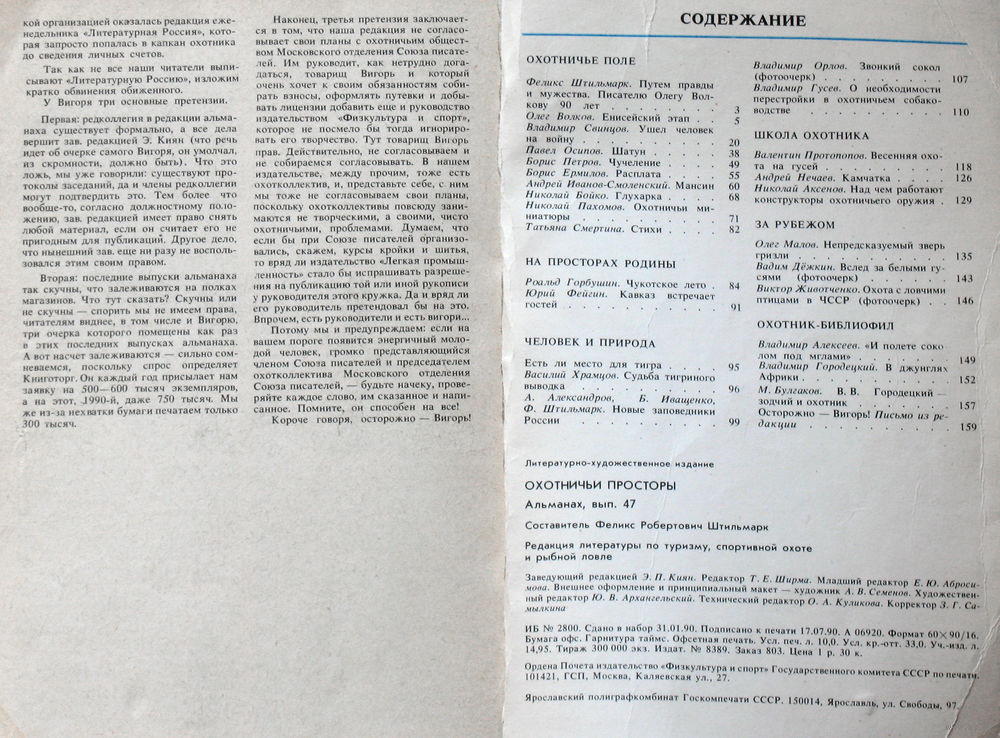 кой организацией оказалась редакция еже-
недельника «Литературная Россия», кото-
рая запросто попалась в капкан охотника
до сведения личных счетов.
Так как не все наши читатели выпи-
сывают «Литературную Россию», изложим
кратко обвинения обиженного.
У Вигоря три основные претензии.
Первая: редколлегия в редакции альма-
наха существует формально, а все дела
вершит зав. редакцией Э. Киян (что речь
идет об очерке самого Вигоря, он умолчал,
из скромности, должно быть). Что это
ложь, мы уже говорили: существуют про-
токолы заседаний, да и члены редколлегии
могут подтвердить это. Тем более что
вообще-то, согласно должностному поло-
жению, зав. редакцией имеет право снять
любой материал, если он считает его не
пригодным для публикаций. Другое дело,
что нынешний зав. еще ни разу не восполь-
зовался этим своим правом.
Вторая: последние выпуски альманаха
так скучны, что залеживаются на полках
магазинов. Что тут сказать? Скучны или
не скучны — спорить мы не имеем права,
читателям виднее, в том числе и Вигорю,
три очерка которого помещены как раз
в этих последних выпусках альманаха.
А вот насчет залеживаются — сильно сом-
неваемся, поскольку спрос определяет
Книготорг. Он каждый год присылает нам
заявку на 500—600 тысяч экземпляров,
а на этот, 1990-й, даже 750 тысяч. Мы
же из-за нехватки бумаги печатаем только
300 тысяч.
Наконец, третья претензия заключает-
ся в том, что наша редакция не согласо-
вывает свои планы с охотничьим общест-
вом Московского отделения Союза писате-
лей. Им руководит, как нетрудно дога-
даться, товарищ Вигорь и который
очень хочет к своим обязанностям соби-
рать взносы, оформлять путевки и добы-
вать лицензии добавить еще и руководство
издательством «Физкультура и спорт»,
которое не посмело бы тогда игнориро-
вать его творчество. Тут товарищ Вигорь
прав. Действительно, не согласовываем и
не собираемся согласовывать. В нашем
издательстве, между прочим, тоже есть
охотколлектив, и, представьте себе, с ним
мы тоже не согласовываем свои планы,
поскольку охотколлективы повсюду зани-
маются не творческими, а своими, чисто
охотничьими, проблемами. Думаем, что
если бы при Союзе писателей организо-
вались, скажем, курсы кройки и шитья,
то вряд ли издательство «Легкая промыш-
ленность» стало бы испрашивать разреше-
ния на публикацию той или иной рукописи
у руководителя этого кружка. Да и вряд ли
его руководитель претендовал бы на это.
Впрочем, есть руководители и есть вигори...
Потому мы и предупреждаем: если на
вашем пороге появится энергичный моло-
дой человек, громко представляющийся
членом Союза писателей и председателем
охотколлектива Московского отделения
Союза писателей, — будьте начеку, прове-
ряйте каждое слово, им сказанное и напи-
санное. Помните, он способен на все!
Короче говоря, осторожно — Вигорь!
СОДЕРЖАНИЕ
ОХОТНИЧЬЕ ПОЛЕ
Феликс Штильмарк. Путем правды
и мужества. Писателю Олегу Вол-
кову 90 лет . . . . . . . . 3
Олег Волков. Енисейский этап . . 5
Владимир Свинцов. Ушел человек
на войну . . . . . . . . . 20
Павел Осипов. Шатун . . . . . 38
Борис Петров. Чучеление . . . . 49
Борис Ермилов. Расплата . . . . 55
Андрей Иванов-Смоленский. Мансин 60
Николай Бойко. Глухарка . . . . 68
Николай Пахомов. Охотничьи ми-
ниатюры . . . . . . . . . 71
Татьяна Смертина. Стихи . . . . 82
НА ПРОСТОРАХ РОДИНЫ
Роальд Горбушин. Чукотское лето . 84
Юрий Фейгин. Кавказ встречает
гостей . . . . . . . . . . 91
ЧЕЛОВЕК И ПРИРОДА
Есть ли место для тигра . . . . . 95
Василий Храмцов. Судьба тигриного
выводка . . . . . . . . . 96
А. Александров, Б. Иващенко,
Ф. Штильмарк. Новые заповедники
России . . . . . . . . . 99
Владимир Орлов. Звонкий сокол
(фотоочерк) . . . . . . . . 107
Владимир Гусев. О необходимости
перестройки в охотничьем собако-
водстве . . . . . . . . . 110
ШКОЛА ОХОТНИКА
Валентин Протопопов. Весенняя охо-
та на гусей . . . . . . . . 118
Андрей Нечаев. Камчатка . . . . 126
Николай Аксенов. Над чем работают
конструкторы охотничьего оружия . 129
ЗА РУБЕЖОМ
Олег Малов. Непредсказуемый зверь
гризли . . . . . . . . . . 135
Вадим Дёжкин. Вслед за белыми гу-
сями (фотоочерк) . . . . . . 143
Виктор Животченко. Охота с ловчими
птицами в ЧССР (фотоочерк) . . 146
ОХОТНИК-БИБЛИОФИЛ
Владимир Алексеев. «И полете соко-
лом под мглами» . . . . . . . 149
Владимир Городецкий. В джунглях
Африки . . . . . . . . . . 152
М. Булгаков. В. В. Городецкий —
зодчий и охотник . . . . . . . 157
Осторожно — Вигорь! Письмо из ре-
дакции . . . . . . . . . . 159
Литературно-художественное издание
ОХОТНИЧЬИ ПРОСТОРЫ
Альманах, вып. 47
Составитель Феликс Робертович Штильмарк
Редакция литературы по туризму, спортивной охоте
и рыбной ловле
Заведующий редакцией Э. П. Киян. Редактор Т. Е. Ширма. Младший редактор Е. Ю. Аброси-
мова. Внешнее оформление и принципиальный макет — художник А. В. Семенов. Художествен-
ный редактор Ю. В. Архангельский. Технический редактор О. А. Куликова. Корректор З. Г. Са-
мылкина
ИБ № 2800. Сдано в набор 31.01.90. Подписано к печати 17.07.90. А 06920. Формат 60×90/16.
Бумага офс. Гарнитура таймс. Офсетная печать. Усл. печ. л. 10,0. Усл. кр.-отт. 33,0. Уч.-изд. л.
14,95. Тираж 300 000 экз. Издат. № 8389. Заказ 803. Цена 1 р. 30 к.
Ордена Почета издательство «Физкультура и спорт» Государственного комитета СССР по печати.
101421, ГСП, Москва, Каляевская ул., 27.
Ярославский полиграфкомбинат Госкомпечати СССР. 150014, Ярославль, ул. Свободы, 97.